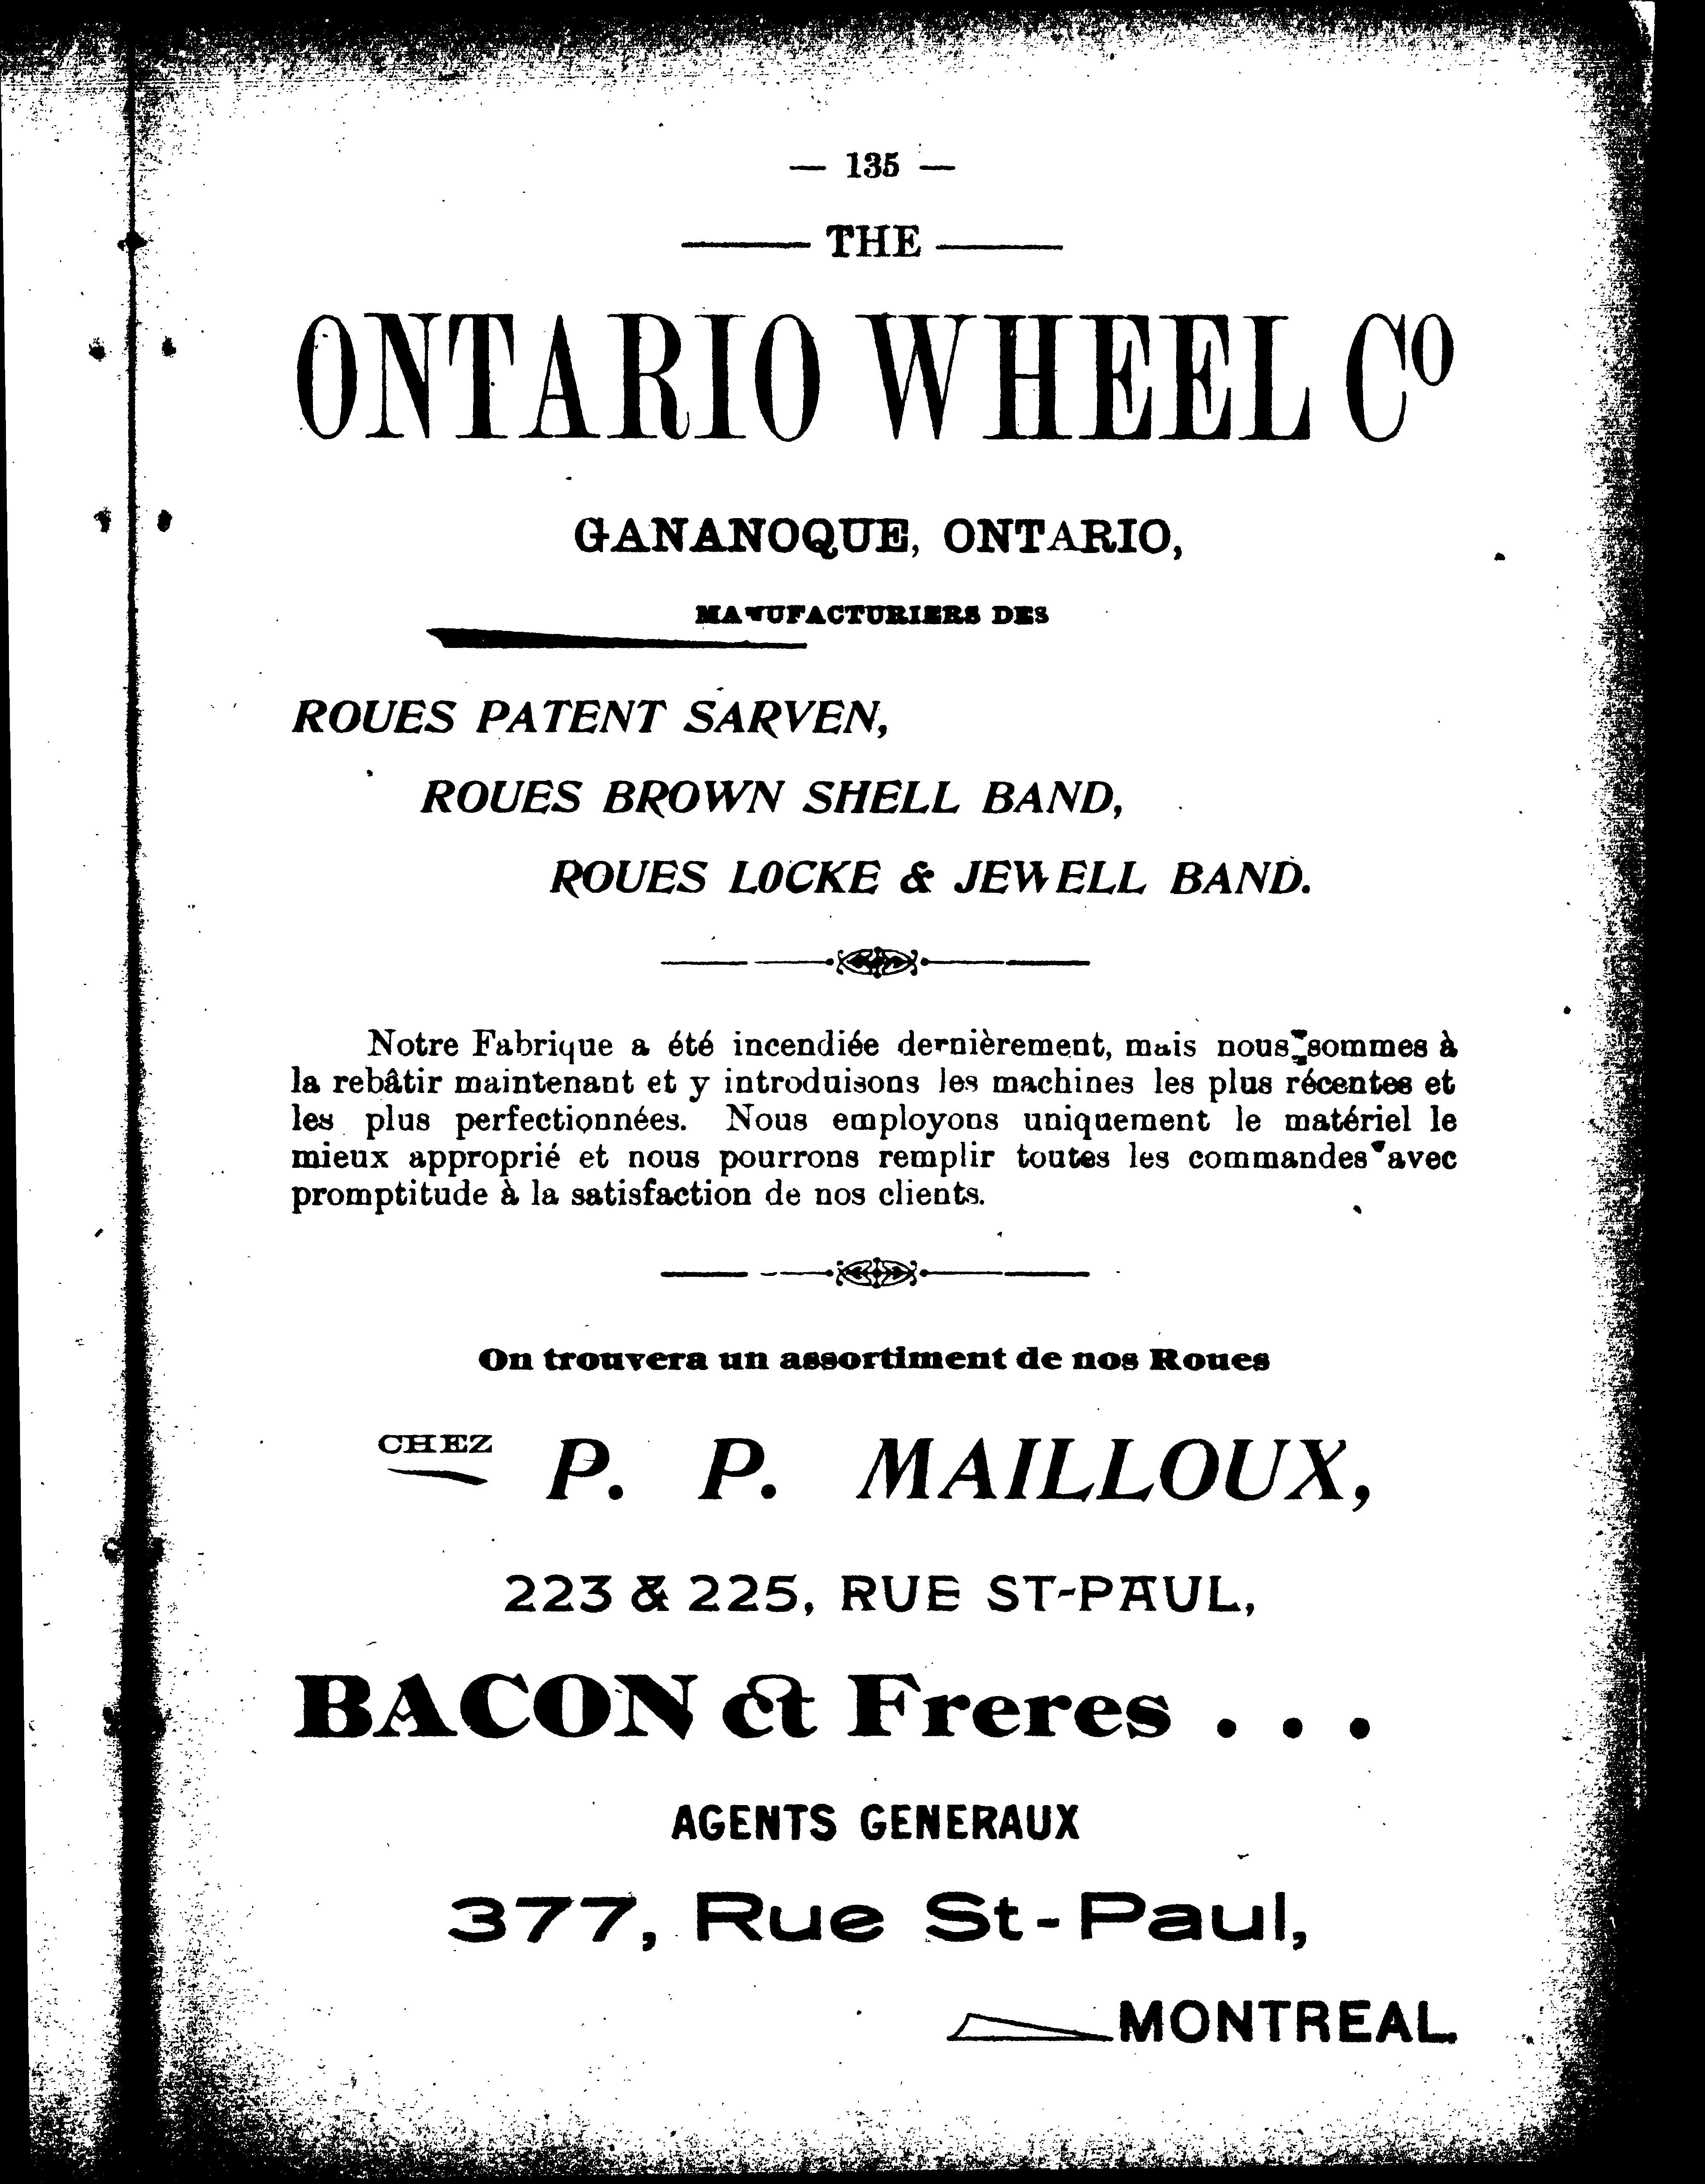 — 135 —
THE
ONTARIO WHEEL CO
GANANOQUE, ONTARIO,
MANUFACTURIERS DES
ROUES PATENT SARVEN,
ROUES BROWN SHELL BAND,
ROUES LOCKE & JEWELL BAND.
Notre Fabrique a été incendiée dernièrement, mais nous sommes à
la rebâtir maintenant et y introduisons les machines les plus récentes et
les plus perfectionnées. Nous employons uniquement le matériel le
mieux approprié et nous pourrons remplir toutes les commandes avec
promptitude à la satisfaction de nos clients.
On trouvera un assortiment de nos Roues
CHEZ P. P. MAILLOUX,
223 & 225, RUE ST-PAUL,
BACON & Freres . . .
AGENTS GENERAUX
377, Rue St-Paul,
MONTREAL.